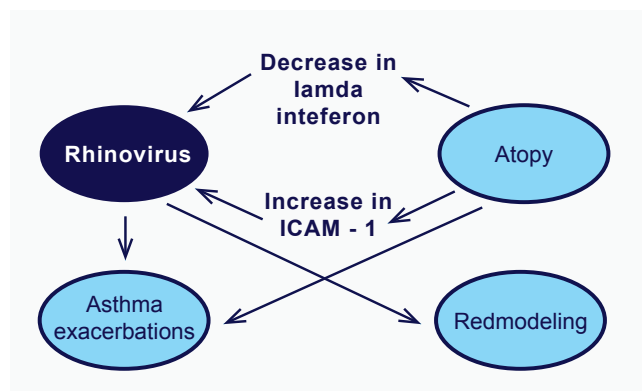 Decrease in
lamda
inteferon
Rhinovirus
Atopy
Increase in
ICAM - 1
Asthma
exacerbations
Redmodeling